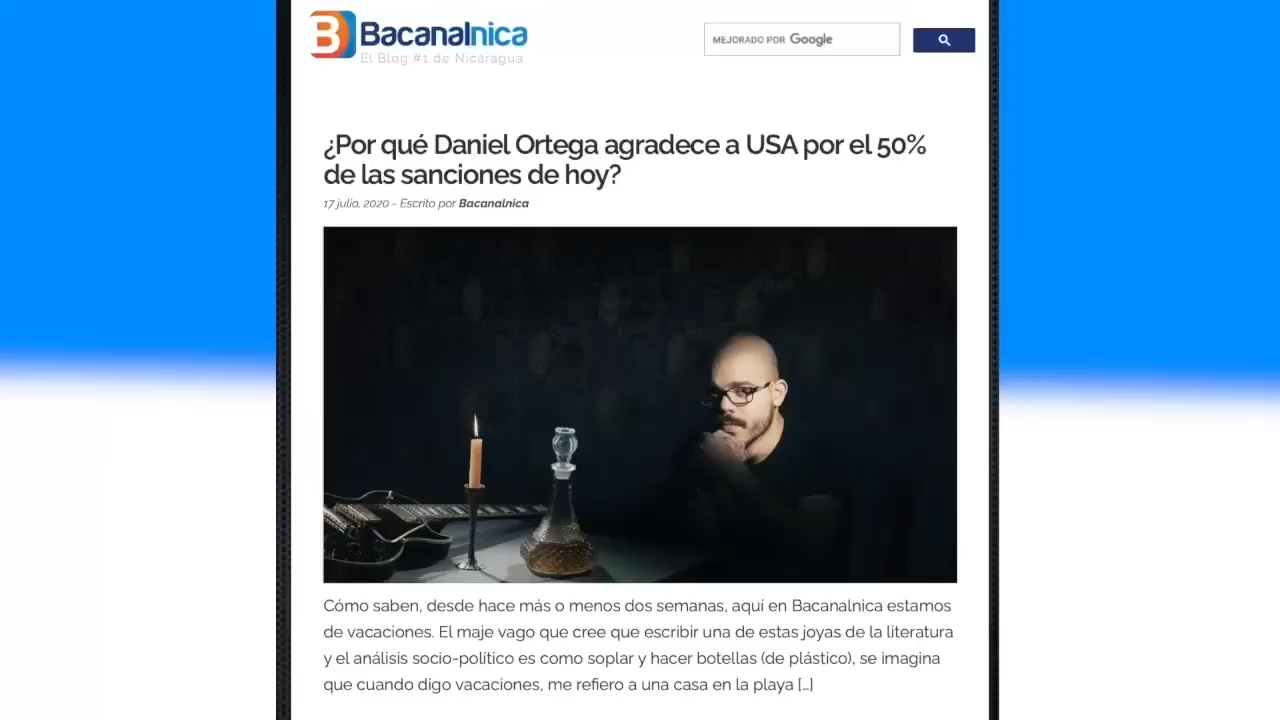 Bacanalnica
El Blog #1 de Nicaragua
MEJORADO POR Google
¿Por qué Daniel Ortega agradece a USA por el 50%
de las sanciones de hoy?
17 julio, 2020 - Escrito por Bacanalnica
Cómo saben, desde hace más o menos dos semanas, aquí en Bacanalnica estamos
de vacaciones. El maje vago que cree que escribir una de estas joyas de la literatura
y el análisis socio-político es como soplar y hacer botellas (de plástico), se imagina
que cuando digo vacaciones, me refiero a una casa en la playa [...]